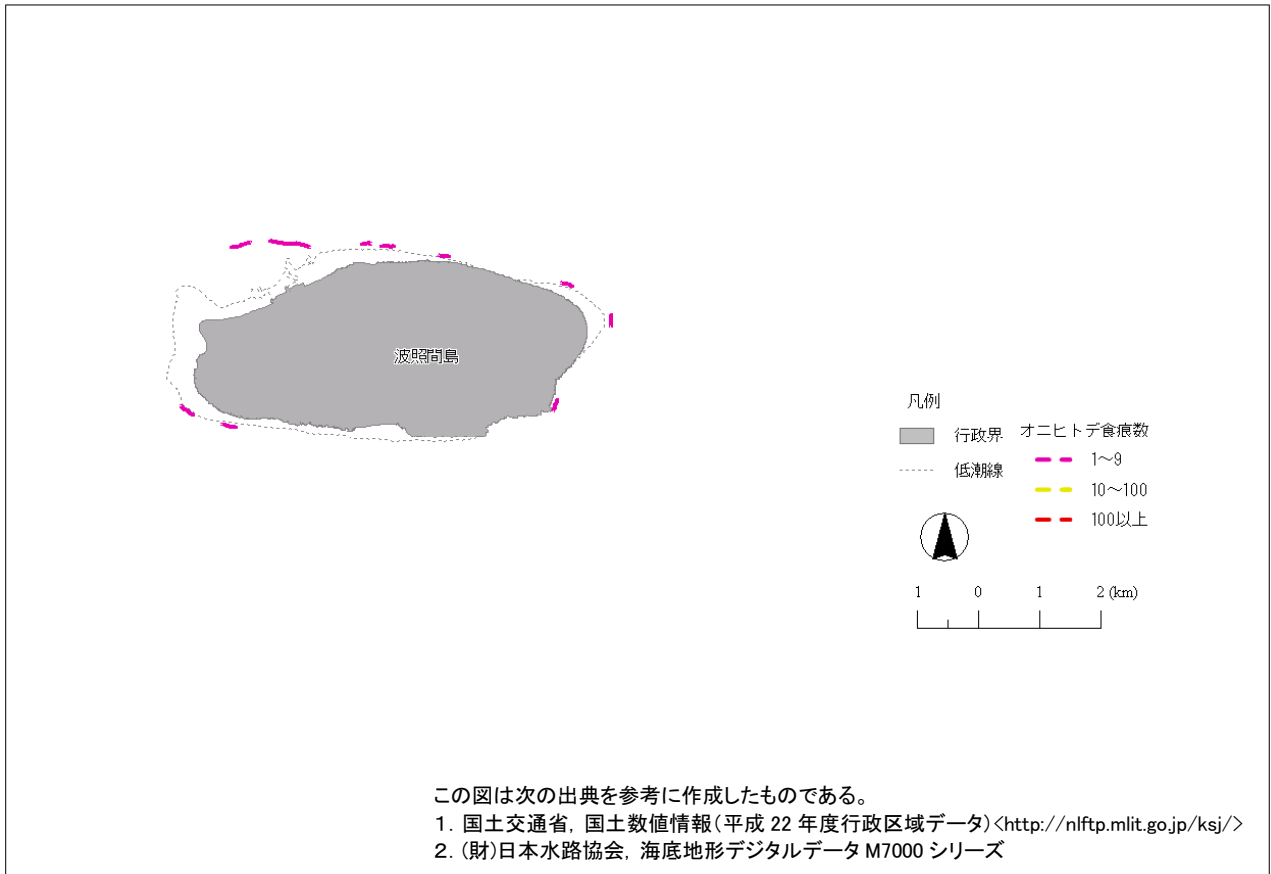 波照間島
凡例
行政界
低潮線
オニヒトデ食痕数
1～9
10～100
100以上
1 0 1 2 (km)
この図は次の出典を参考に作成したものである。
1. 国土交通省, 国土数値情報(平成 22 年度行政区域データ)<http://nlftp.mlit.go.jp/ksj/>
2. (財)日本水路協会, 海底地形デジタルデータ M7000 シリーズ